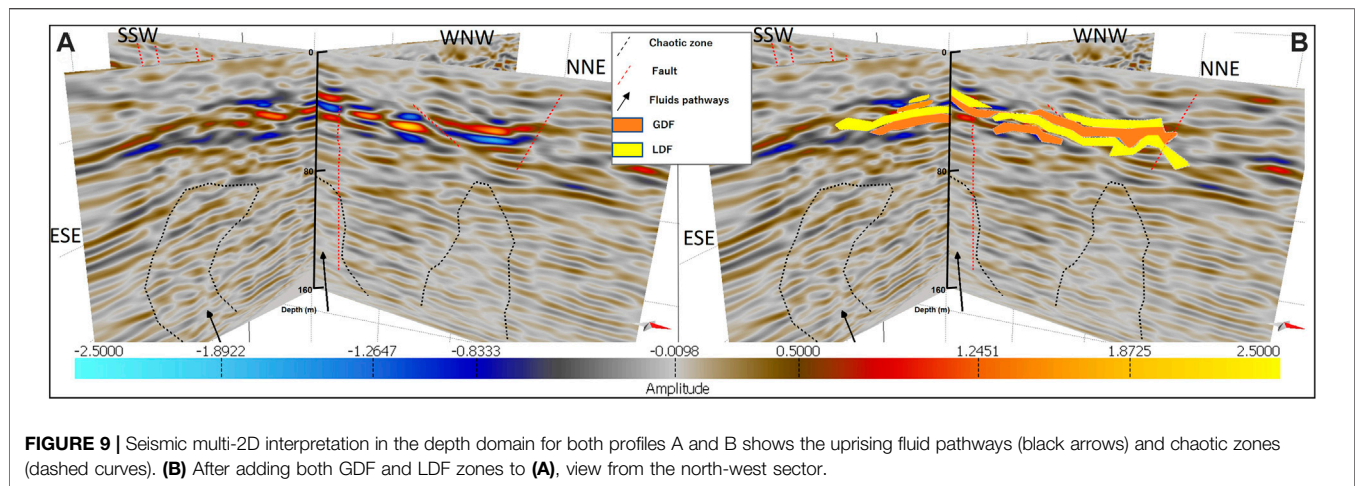 A
SSW
WNW
NNE
ESE
0
80
160
Depth (m)
Chaotic zone
Fault
Fluids pathways
GDF
LDF
B
SSW
WNW
NNE
ESE
0
80
160
Depth (m)
-2.5000 -1.8922 -1.2647 -0.8333 -0.0098 0.5000 1.2451 1.8725 2.5000
Amplitude
FIGURE 9 | Seismic multi-2D interpretation in the depth domain for both profiles A and B shows the uprising fluid pathways (black arrows) and chaotic zones
(dashed curves). (B) After adding both GDF and LDF zones to (A), view from the north-west sector.